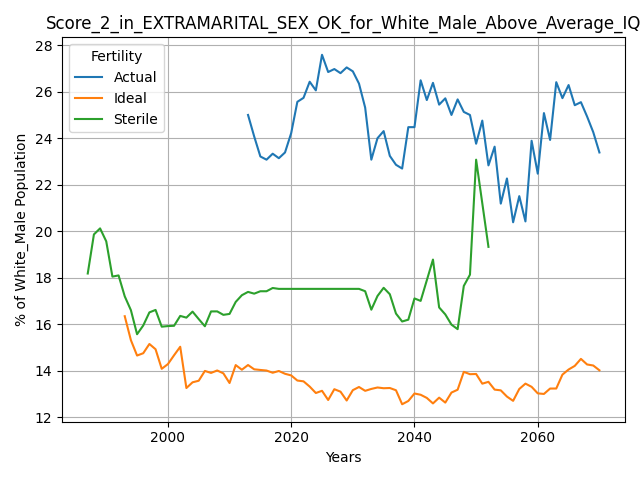 Score_2_in_EXTRAMARITAL_SEX_OK_for_White_Male_Above_Average_IQ
Fertility
Actual
Ideal
Sterile
% of White_Male Population
28
26
24
22
20
18
16
14
12
2000
2020
2040
2060
Years